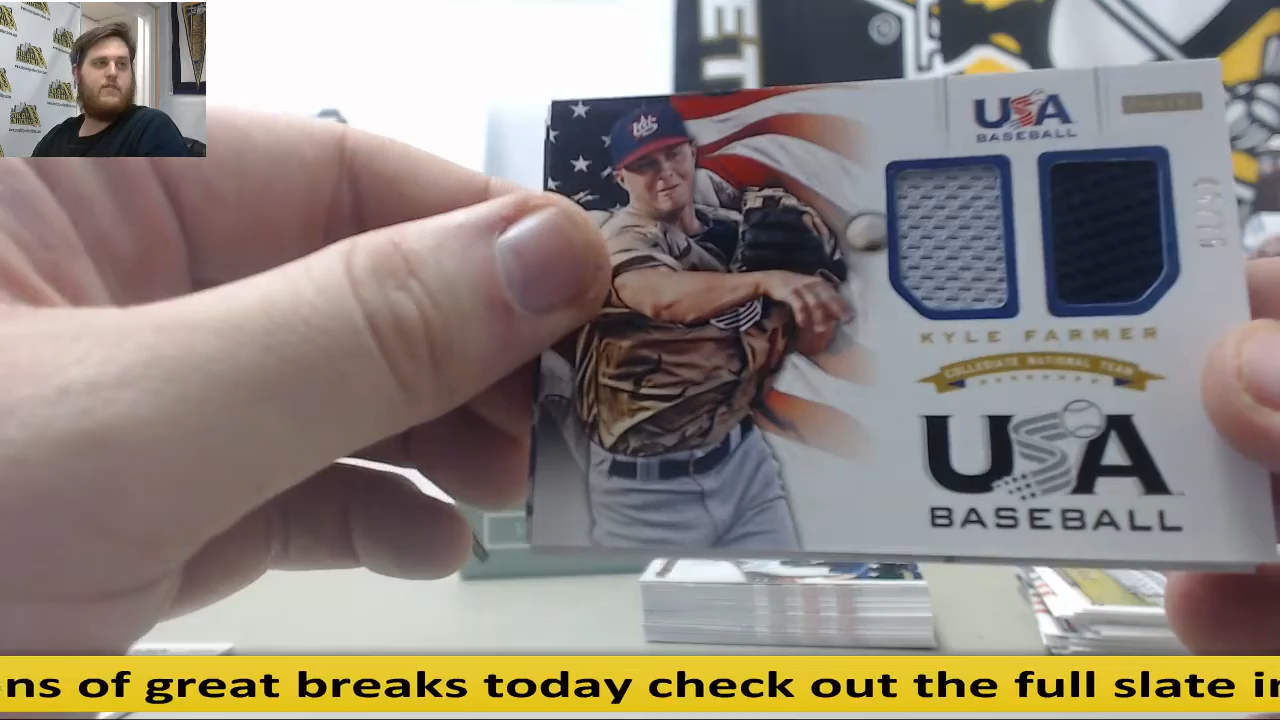 USA
BASEBALL
KYLE FARMER
COLLEGIATE NATIONAL TEAM
USA
BASEBALL
ns of great breaks today check out the full slate i